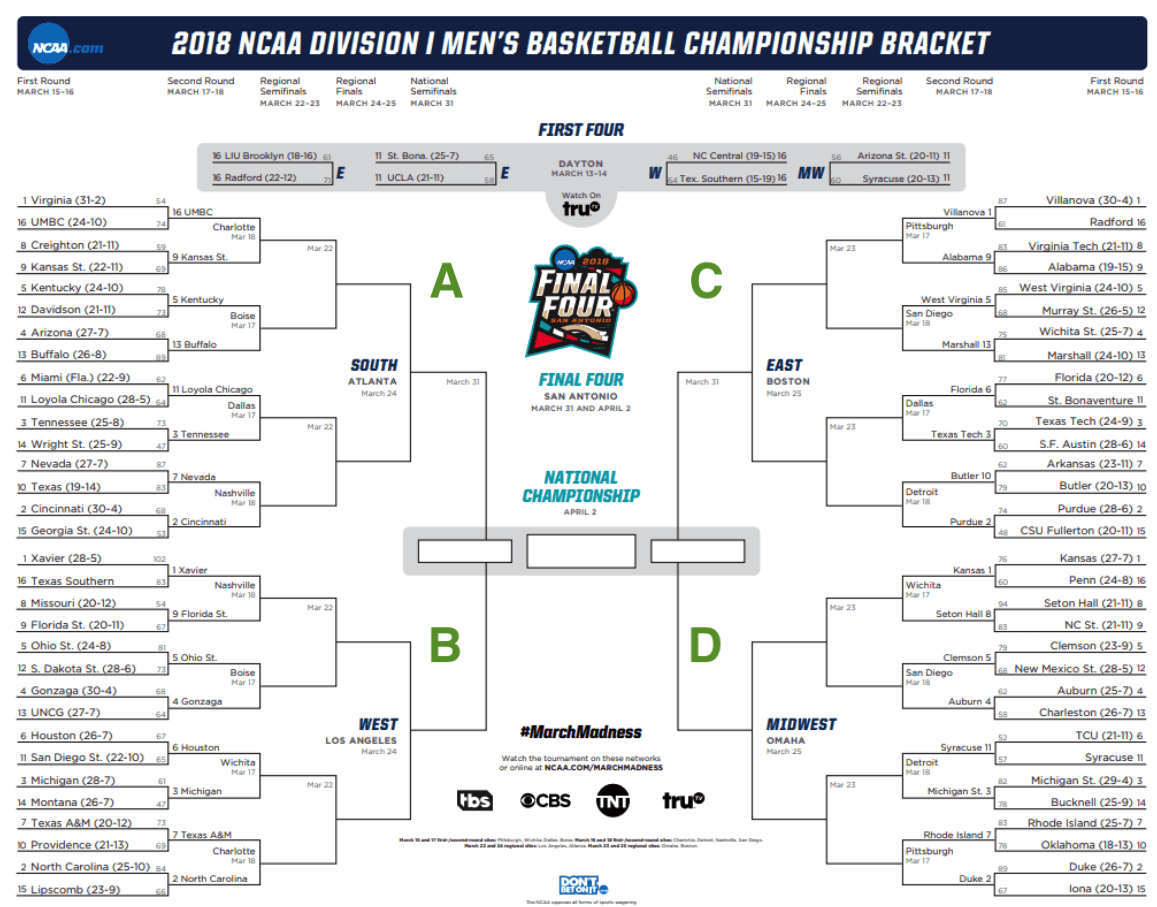 NCAA.com
2018 NCAA DIVISION I MEN'S BASKETBALL CHAMPIONSHIP BRACKET
First Round
MARCH 15-16
Second Round
MARCH 17-18
Regional
Semifinals
MARCH 22-23
Regional
Finals
MARCH 24-25
National
Semifinals
MARCH 31
National
Semifinals
MARCH 31
Regional
Finals
MARCH 24-25
Regional
Semifinals
MARCH 22-23
Second Round
MARCH 17-18
First Round
MARCH 15-16
FIRST FOUR
16 LIU Brooklyn (18-16) 61
16 Radford (22-12) 71
E
11 St. Bona. (25-7) 65
11 UCLA (21-11) 58
E
DAYTON
MARCH 13-14
W
46 NC Central (19-15) 16
64 Tex. Southern (15-19) 16
MW
56 Arizona St. (20-11) 11
60 Syracuse (20-13) 11
Watch On
truTV
1 Virginia (31-2) 54
16 UMBC (24-10) 74
8 Creighton (21-11) 59
9 Kansas St. (22-11) 69
5 Kentucky (24-10) 78
12 Davidson (21-11) 73
4 Arizona (27-7) 68
13 Buffalo (26-8) 89
6 Miami (Fla.) (22-9) 62
11 Loyola Chicago (28-5) 64
3 Tennessee (25-8) 73
14 Wright St. (25-9) 47
7 Nevada (27-7) 87
10 Texas (19-14) 83
2 Cincinnati (30-4) 68
15 Georgia St. (24-10) 53
16 UMBC
Charlotte
Mar 18
9 Kansas St.
5 Kentucky
Boise
Mar 17
13 Buffalo
11 Loyola Chicago
Dallas
Mar 17
3 Tennessee
7 Nevada
Nashville
Mar 18
2 Cincinnati
Mar 22
Mar 22
A
SOUTH
ATLANTA
March 24
March 31
1 Xavier (28-5) 102
16 Texas Southern 83
8 Missouri (20-12) 54
9 Florida St. (20-11) 67
5 Ohio St. (24-8) 81
12 S. Dakota St. (28-6) 73
4 Gonzaga (30-4) 68
13 UNCG (27-7) 64
6 Houston (26-7) 67
11 San Diego St. (22-10) 65
3 Michigan (28-7) 61
14 Montana (26-7) 47
7 Texas A&M (20-12) 73
10 Providence (21-13) 69
2 North Carolina (25-10) 84
15 Lipscomb (23-9) 66
1 Xavier
Nashville
Mar 18
9 Florida St.
5 Ohio St.
Boise
Mar 17
4 Gonzaga
6 Houston
Wichita
Mar 17
3 Michigan
7 Texas A&M
Charlotte
Mar 18
2 North Carolina
Mar 22
Mar 22
B
WEST
LOS ANGELES
March 24
NCAA 2018
FINAL
FOUR
SAN ANTONIO
FINAL FOUR
SAN ANTONIO
MARCH 31 AND APRIL 2
NATIONAL
CHAMPIONSHIP
APRIL 2
C
EAST
BOSTON
March 25
March 31
Mar 23
Mar 23
Villanova 1
Pittsburgh
Mar 17
Alabama 9
West Virginia 5
San Diego
Mar 18
Marshall 13
Florida 6
Dallas
Mar 17
Texas Tech 3
Butler 10
Detroit
Mar 18
Purdue 2
87 Villanova (30-4) 1
61 Radford 16
83 Virginia Tech (21-11) 8
86 Alabama (19-15) 9
85 West Virginia (24-10) 5
68 Murray St. (26-5) 12
75 Wichita St. (25-7) 4
81 Marshall (24-10) 13
77 Florida (20-12) 6
62 St. Bonaventure 11
70 Texas Tech (24-9) 3
60 S.F. Austin (28-6) 14
62 Arkansas (23-11) 7
79 Butler (20-13) 10
74 Purdue (28-6) 2
48 CSU Fullerton (20-11) 15
D
MIDWEST
OMAHA
March 25
Mar 23
Mar 23
Kansas 1
Wichita
Mar 17
Seton Hall 8
Clemson 5
San Diego
Mar 18
Auburn 4
Syracuse 11
Detroit
Mar 18
Michigan St. 3
Rhode Island 7
Pittsburgh
Mar 17
Duke 2
76 Kansas (27-7) 1
60 Penn (24-8) 16
94 Seton Hall (21-11) 8
83 NC St. (21-11) 9
79 Clemson (23-9) 5
68 New Mexico St. (28-5) 12
62 Auburn (25-7) 4
58 Charleston (26-7) 13
52 TCU (21-11) 6
57 Syracuse 11
82 Michigan St. (29-4) 3
78 Bucknell (25-9) 14
83 Rhode Island (25-7) 7
78 Oklahoma (18-13) 10
89 Duke (26-7) 2
67 Iona (20-13) 15
#MarchMadness
Watch the tournament on these networks
or online at NCAA.COM/MARCHMADNESS
tbs CBS TNT truTV
March 15 and 17 first-/second-round sites: Pittsburgh, Wichita, Dallas, Boise. March 16 and 18 first-/second-round sites: Charlotte, Detroit, Nashville, San Diego
March 22 and 24 regional sites: Los Angeles, Atlanta. March 23 and 25 regional sites: Omaha, Boston
DON'T
BET ON IT
The NCAA opposes all forms of sports wagering